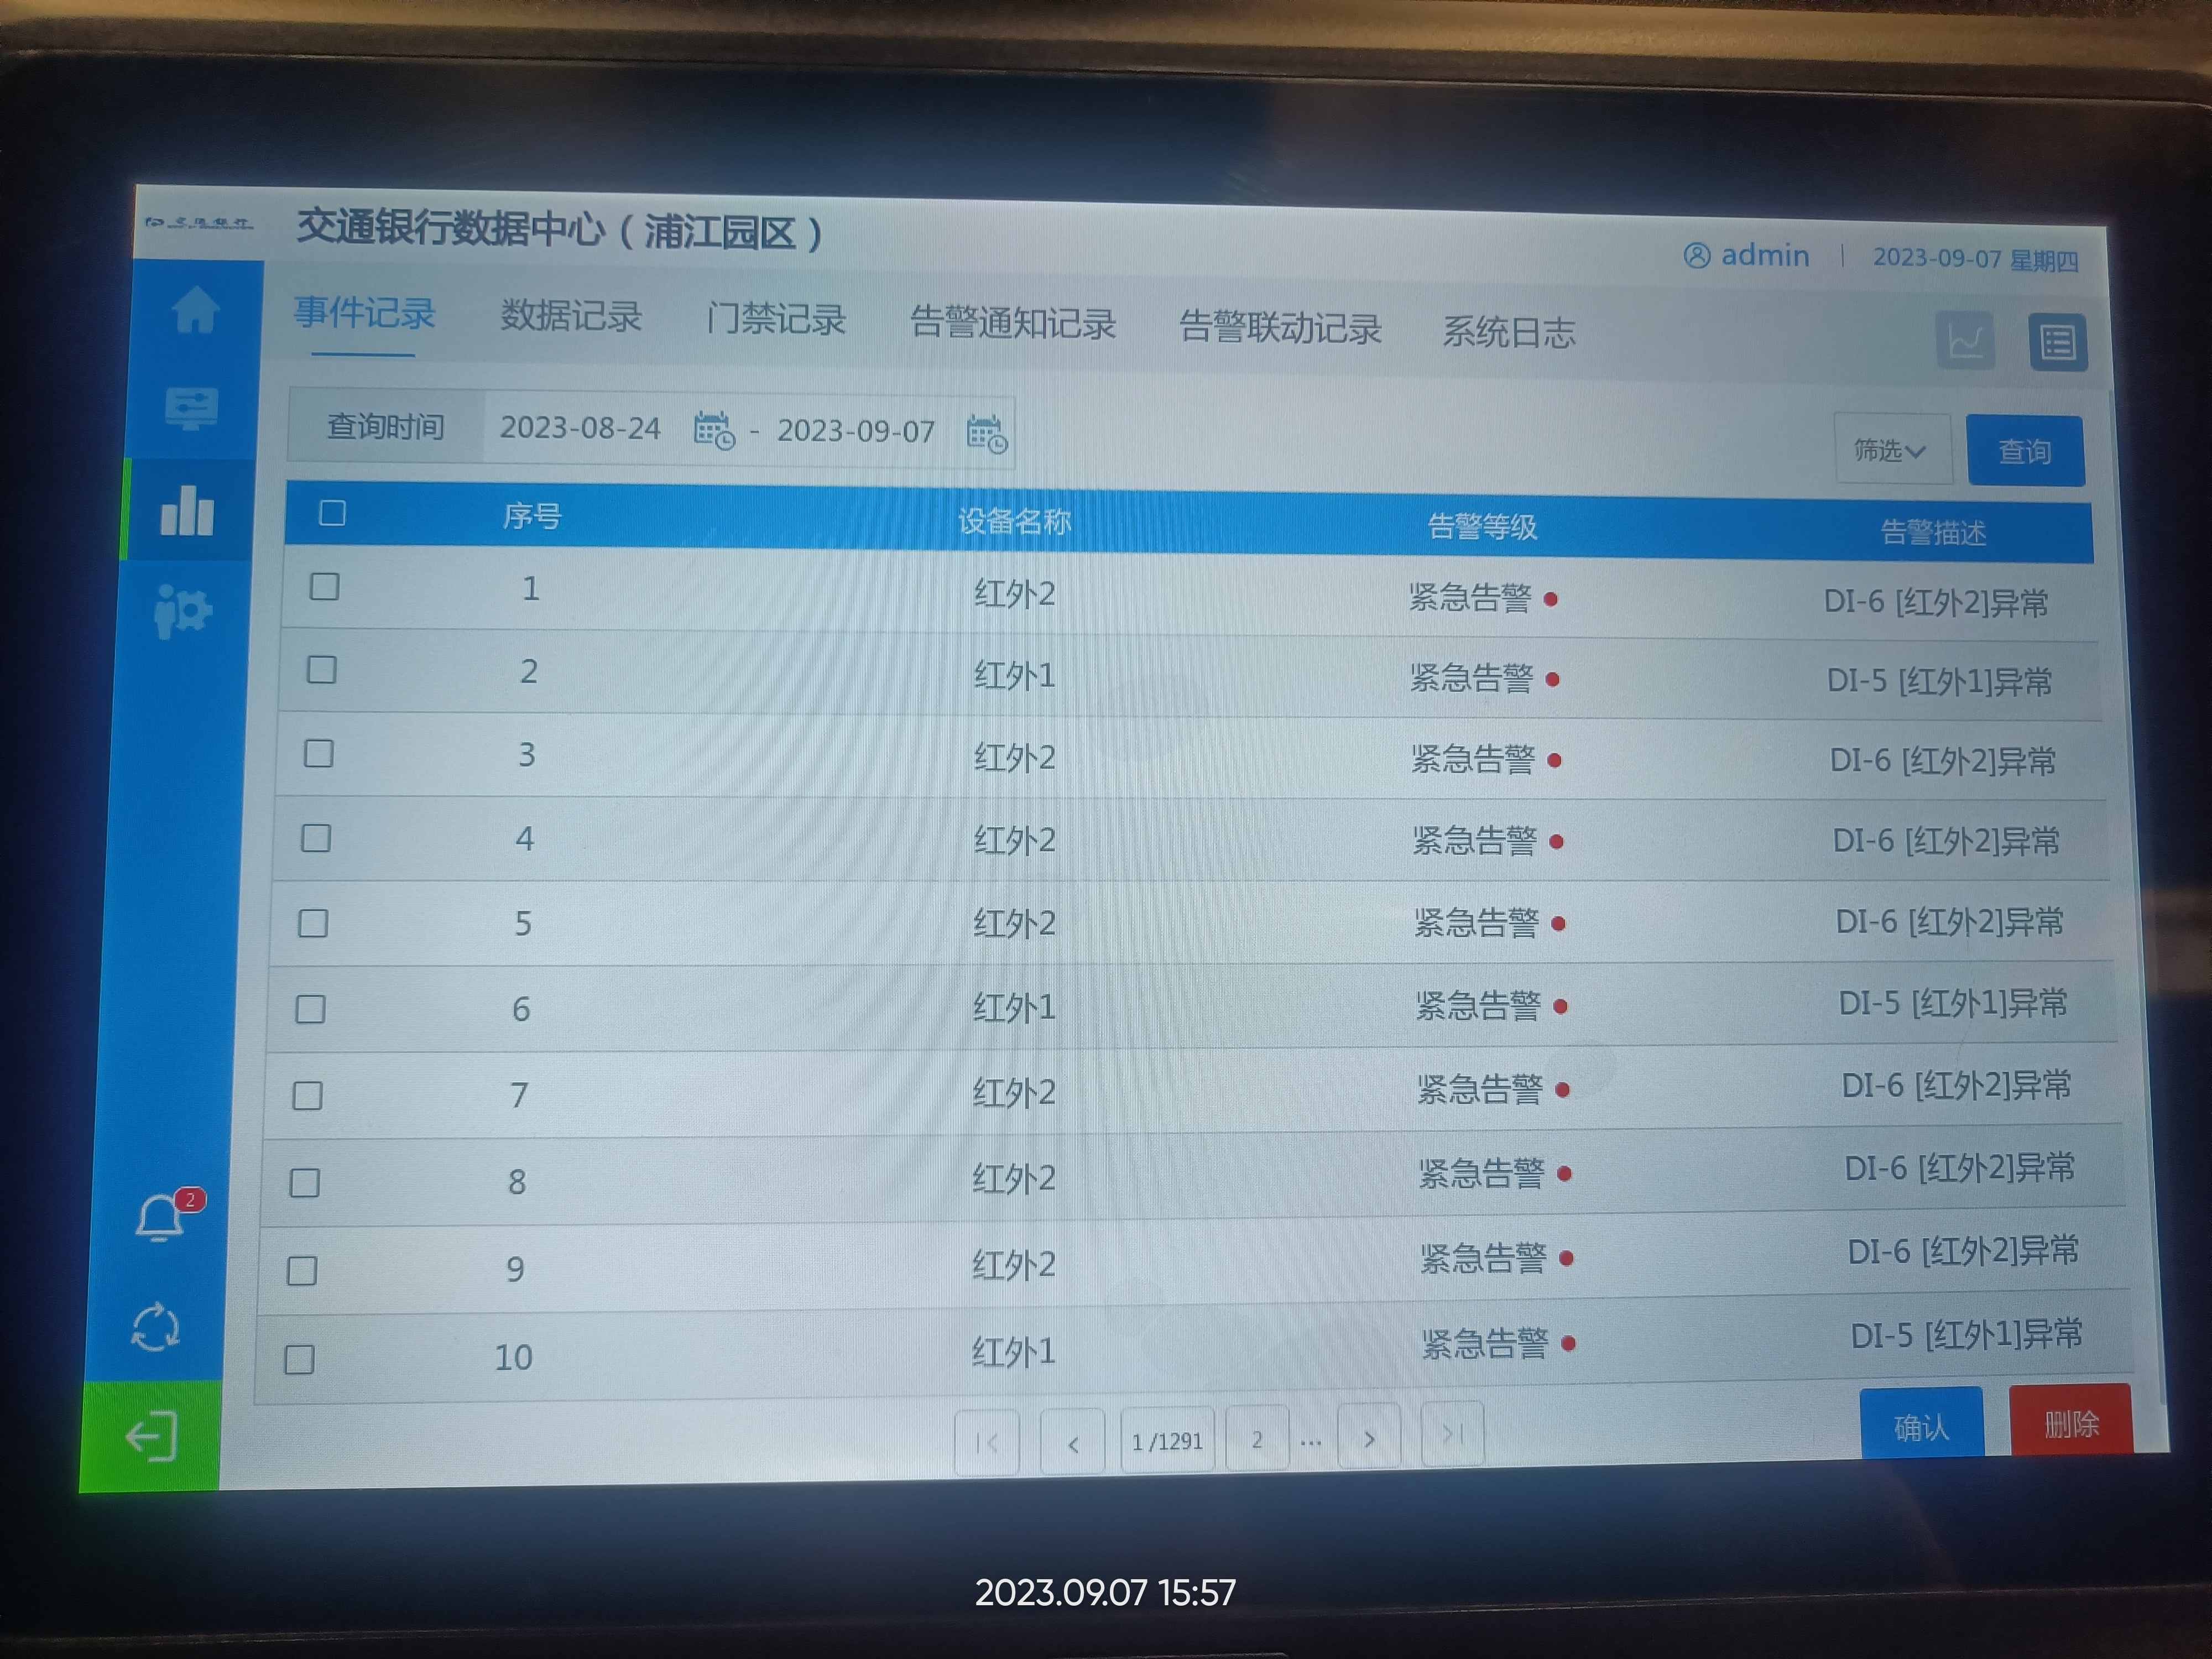 交通银行 交通银行数据中心（浦江园区） admin | 2023-09-07 星期四
事件记录 数据记录 门禁记录 告警通知记录 告警联动记录 系统日志
查询时间 2023-08-24 - 2023-09-07 筛选 查询
序号 设备名称 告警等级 告警描述
1 红外2 紧急告警 DI-6 [红外2]异常
2 红外1 紧急告警 DI-5 [红外1]异常
3 红外2 紧急告警 DI-6 [红外2]异常
4 红外2 紧急告警 DI-6 [红外2]异常
5 红外2 紧急告警 DI-6 [红外2]异常
6 红外1 紧急告警 DI-5 [红外1]异常
7 红外2 紧急告警 DI-6 [红外2]异常
8 红外2 紧急告警 DI-6 [红外2]异常
2
9 红外2 紧急告警 DI-6 [红外2]异常
10 红外1 紧急告警 DI-5 [红外1]异常
1 /1291 2 ... 确认 删除
2023.09.07 15:57